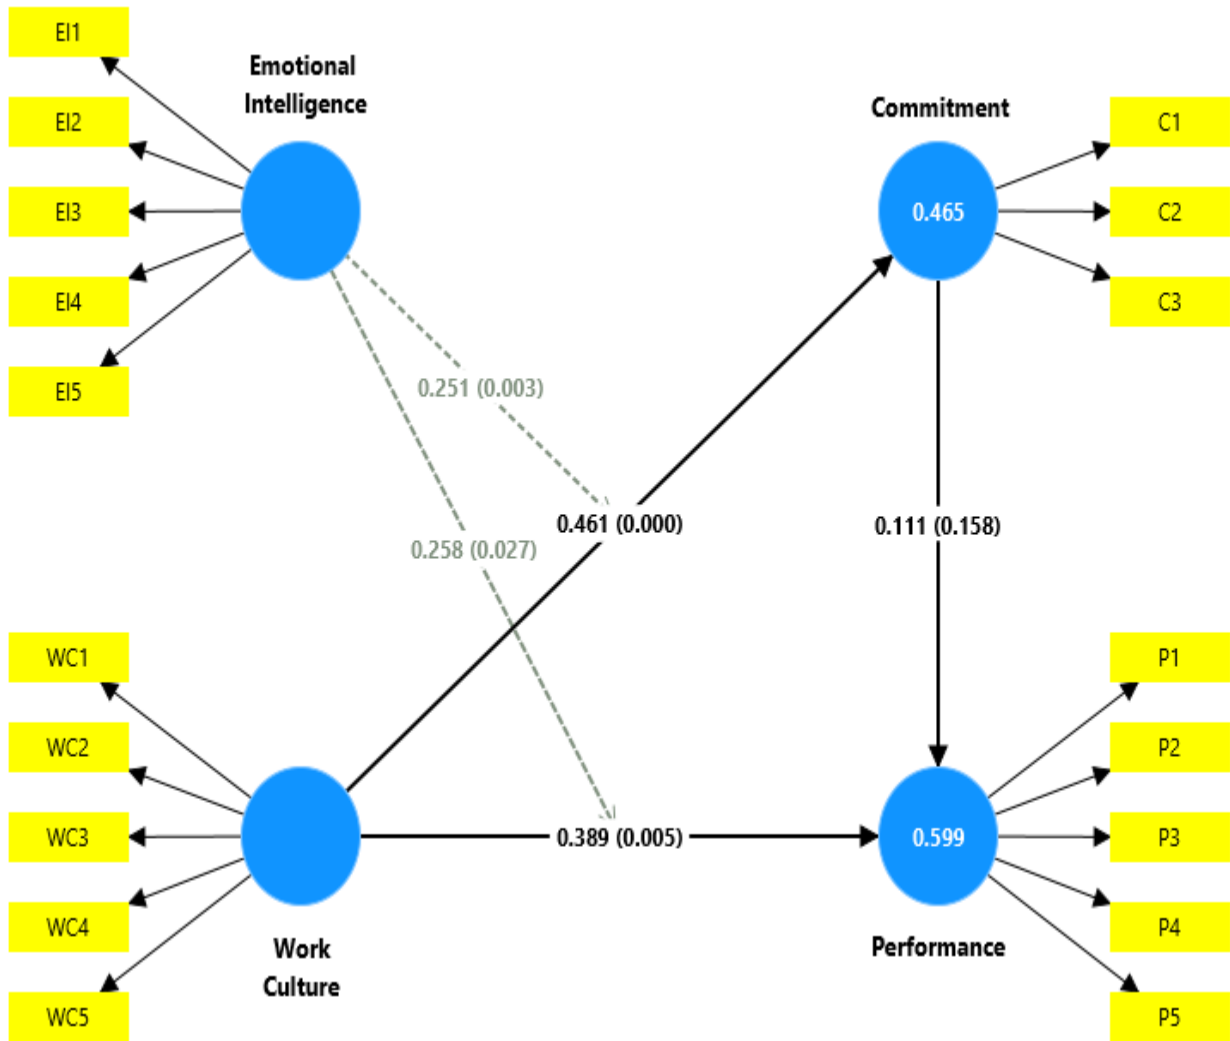 EI1
EI2
EI3
EI4
EI5
Emotional
Intelligence
Commitment
0.465
C1
C2
C3
0.251 (0.003)
0.461 (0.000)
0.258 (0.027)
0.111 (0.158)
WC1
WC2
WC3
WC4
WC5
Work
Culture
0.389 (0.005)
0.599
Performance
P1
P2
P3
P4
P5